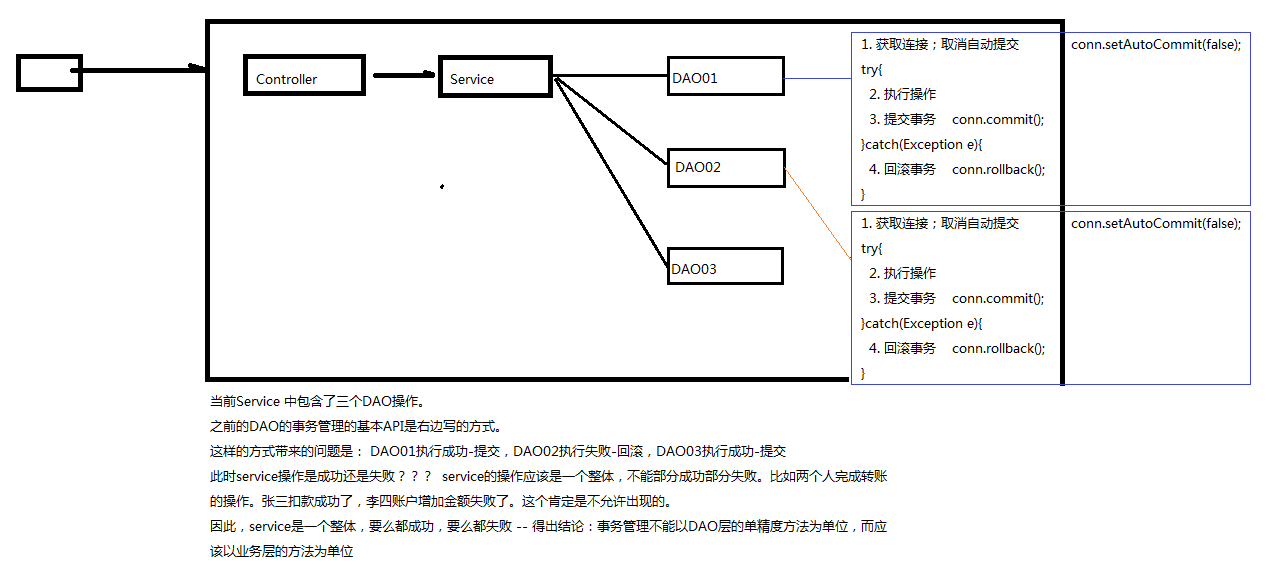 Controller
Service
DAO01
DAO02
DAO03
1. 获取连接；取消自动提交 conn.setAutoCommit(false);
try{
2. 执行操作
3. 提交事务 conn.commit();
}catch(Exception e){
4. 回滚事务 conn.rollback();
}
1. 获取连接；取消自动提交 conn.setAutoCommit(false);
try{
2. 执行操作
3. 提交事务 conn.commit();
}catch(Exception e){
4. 回滚事务 conn.rollback();
}
当前Service 中包含了三个DAO操作。
之前的DAO的事务管理的基本API是右边写的方式。
这样的方式带来的问题是： DAO01执行成功-提交，DAO02执行失败-回滚，DAO03执行成功-提交
此时service操作是成功还是失败？？？ service的操作应该是一个整体，不能部分成功部分失败。比如两个人完成转账
的操作。张三扣款成功了，李四账户增加金额失败了。这个肯定是不允许出现的。
因此，service是一个整体，要么都成功，要么都失败 -- 得出结论：事务管理不能以DAO层的单精度方法为单位，而应
该以业务层的方法为单位